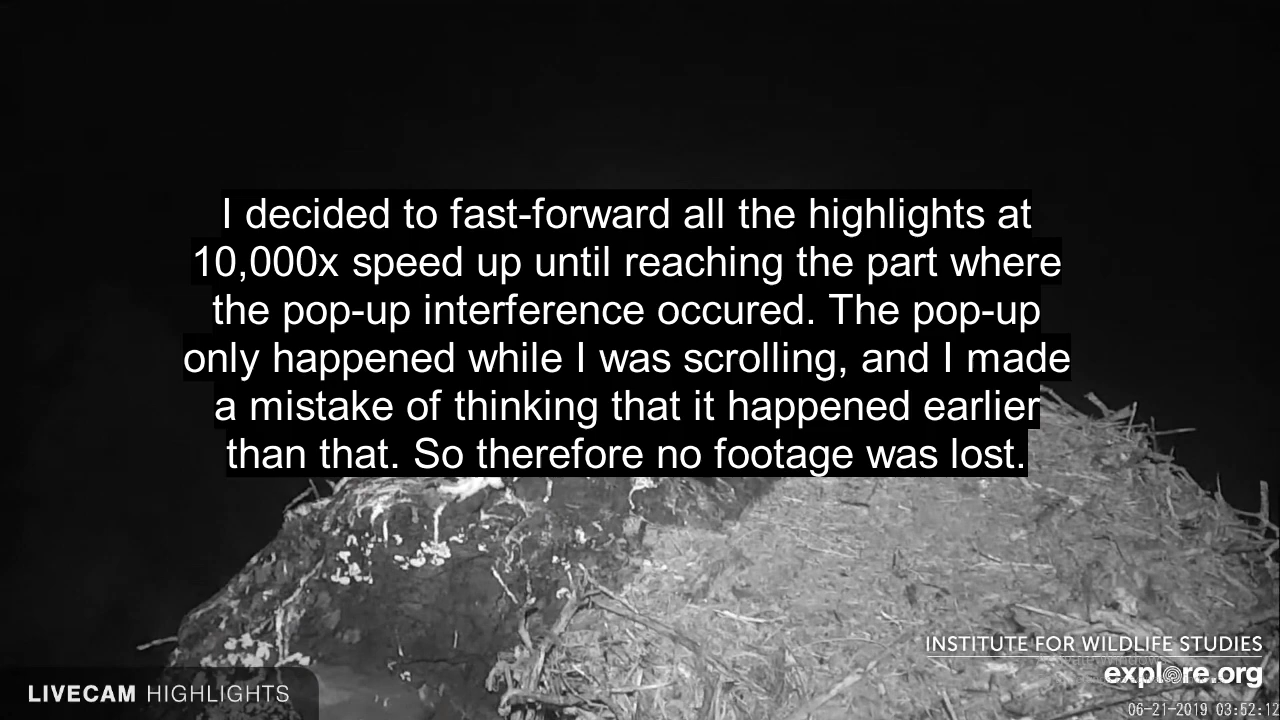 I decided to fast-forward all the highlights at
10,000x speed up until reaching the part where
the pop-up interference occured. The pop-up
only happened while I was scrolling, and I made
a mistake of thinking that it happened earlier
than that. So therefore no footage was lost.
INSTITUTE FOR WILDLIFE STUDIES
explore.org
LIVECAM HIGHLIGHTS
06-21-2019 03:52:12